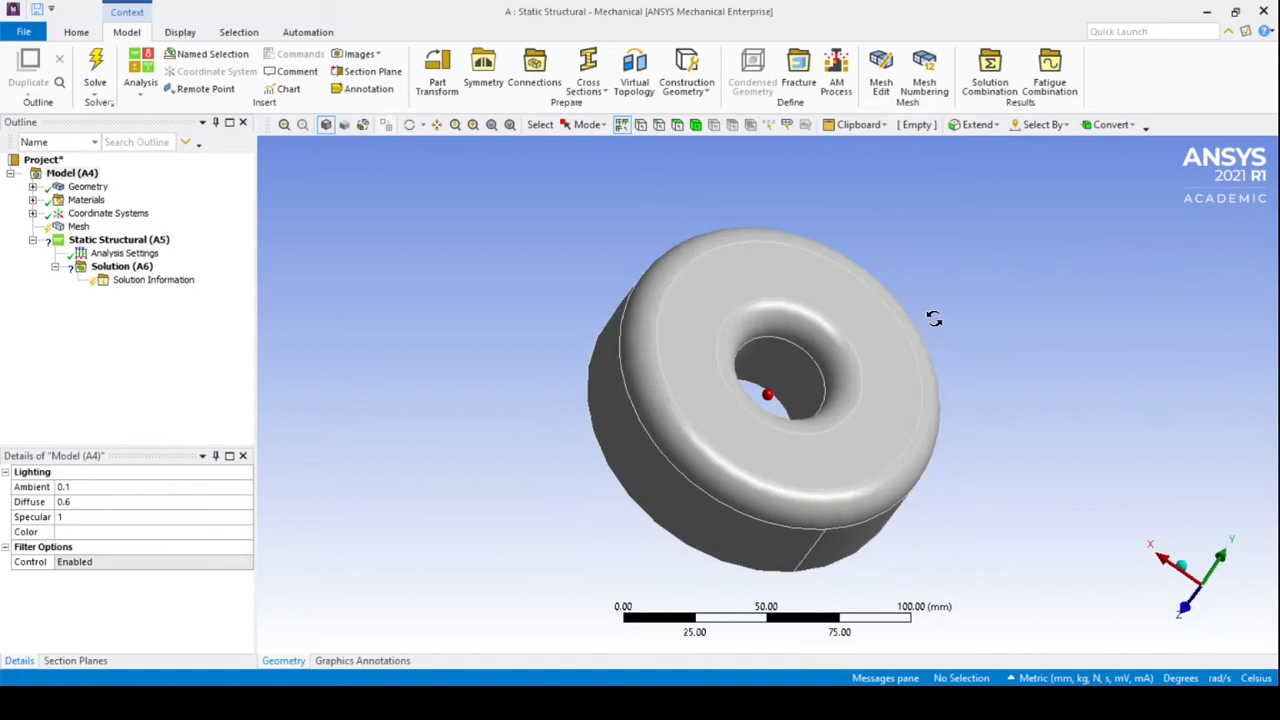 Context
A : Static Structural - Mechanical [ANSYS Mechanical Enterprise]
File Home Model Display Selection Automation
Quick Launch
Duplicate
Outline
Solve
Solver
Analysis
Named Selection
Coordinate System
Remote Point
Commands
Comment
Chart
Images
Section Plane
Annotation
Insert
Part Transform
Symmetry
Connections
Cross Sections
Virtual Topology
Construction Geometry
Prepare
Condensed Geometry
Fracture
AM Process
Define
Mesh Edit
Mesh Numbering
Mesh
Solution Combination
Fatigue Combination
Results
Outline
Select Mode Clipboard [ Empty ] Extend Select By Convert
Name Search Outline
Project*
Model (A4)
Geometry
Materials
Coordinate Systems
Mesh
Static Structural (A5)
Analysis Settings
Solution (A6)
Solution Information
ANSYS
2021 R1
ACADEMIC
Details of "Model (A4)"
Lighting
Ambient 0.1
Diffuse 0.6
Specular 1
Color
Filter Options
Control Enabled
X
Y
Z
0.00 50.00 100.00 (mm)
25.00 75.00
Details Section Planes
Geometry Graphics Annotations
Messages pane No Selection Metric (mm, kg, N, s, mV, mA) Degrees rad/s Celsius